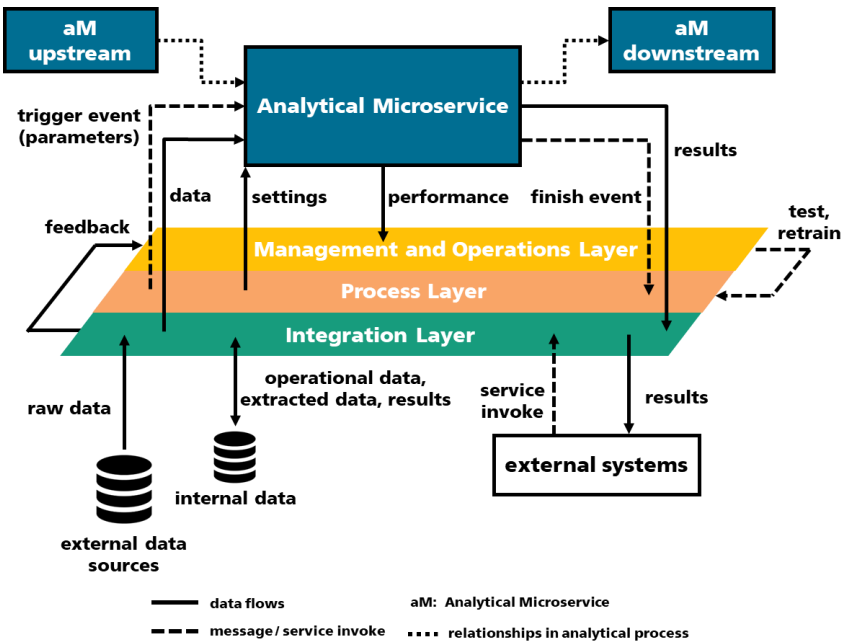 aM
upstream
aM
downstream
Analytical Microservice
trigger event
(parameters)
data
settings
performance
finish event
results
feedback
test,
retrain
Management and Operations Layer
Process Layer
Integration Layer
raw data
operational data,
extracted data, results
service
invoke
results
external systems
internal data
external data
sources
data flows
aM: Analytical Microservice
message / service invoke
relationships in analytical process